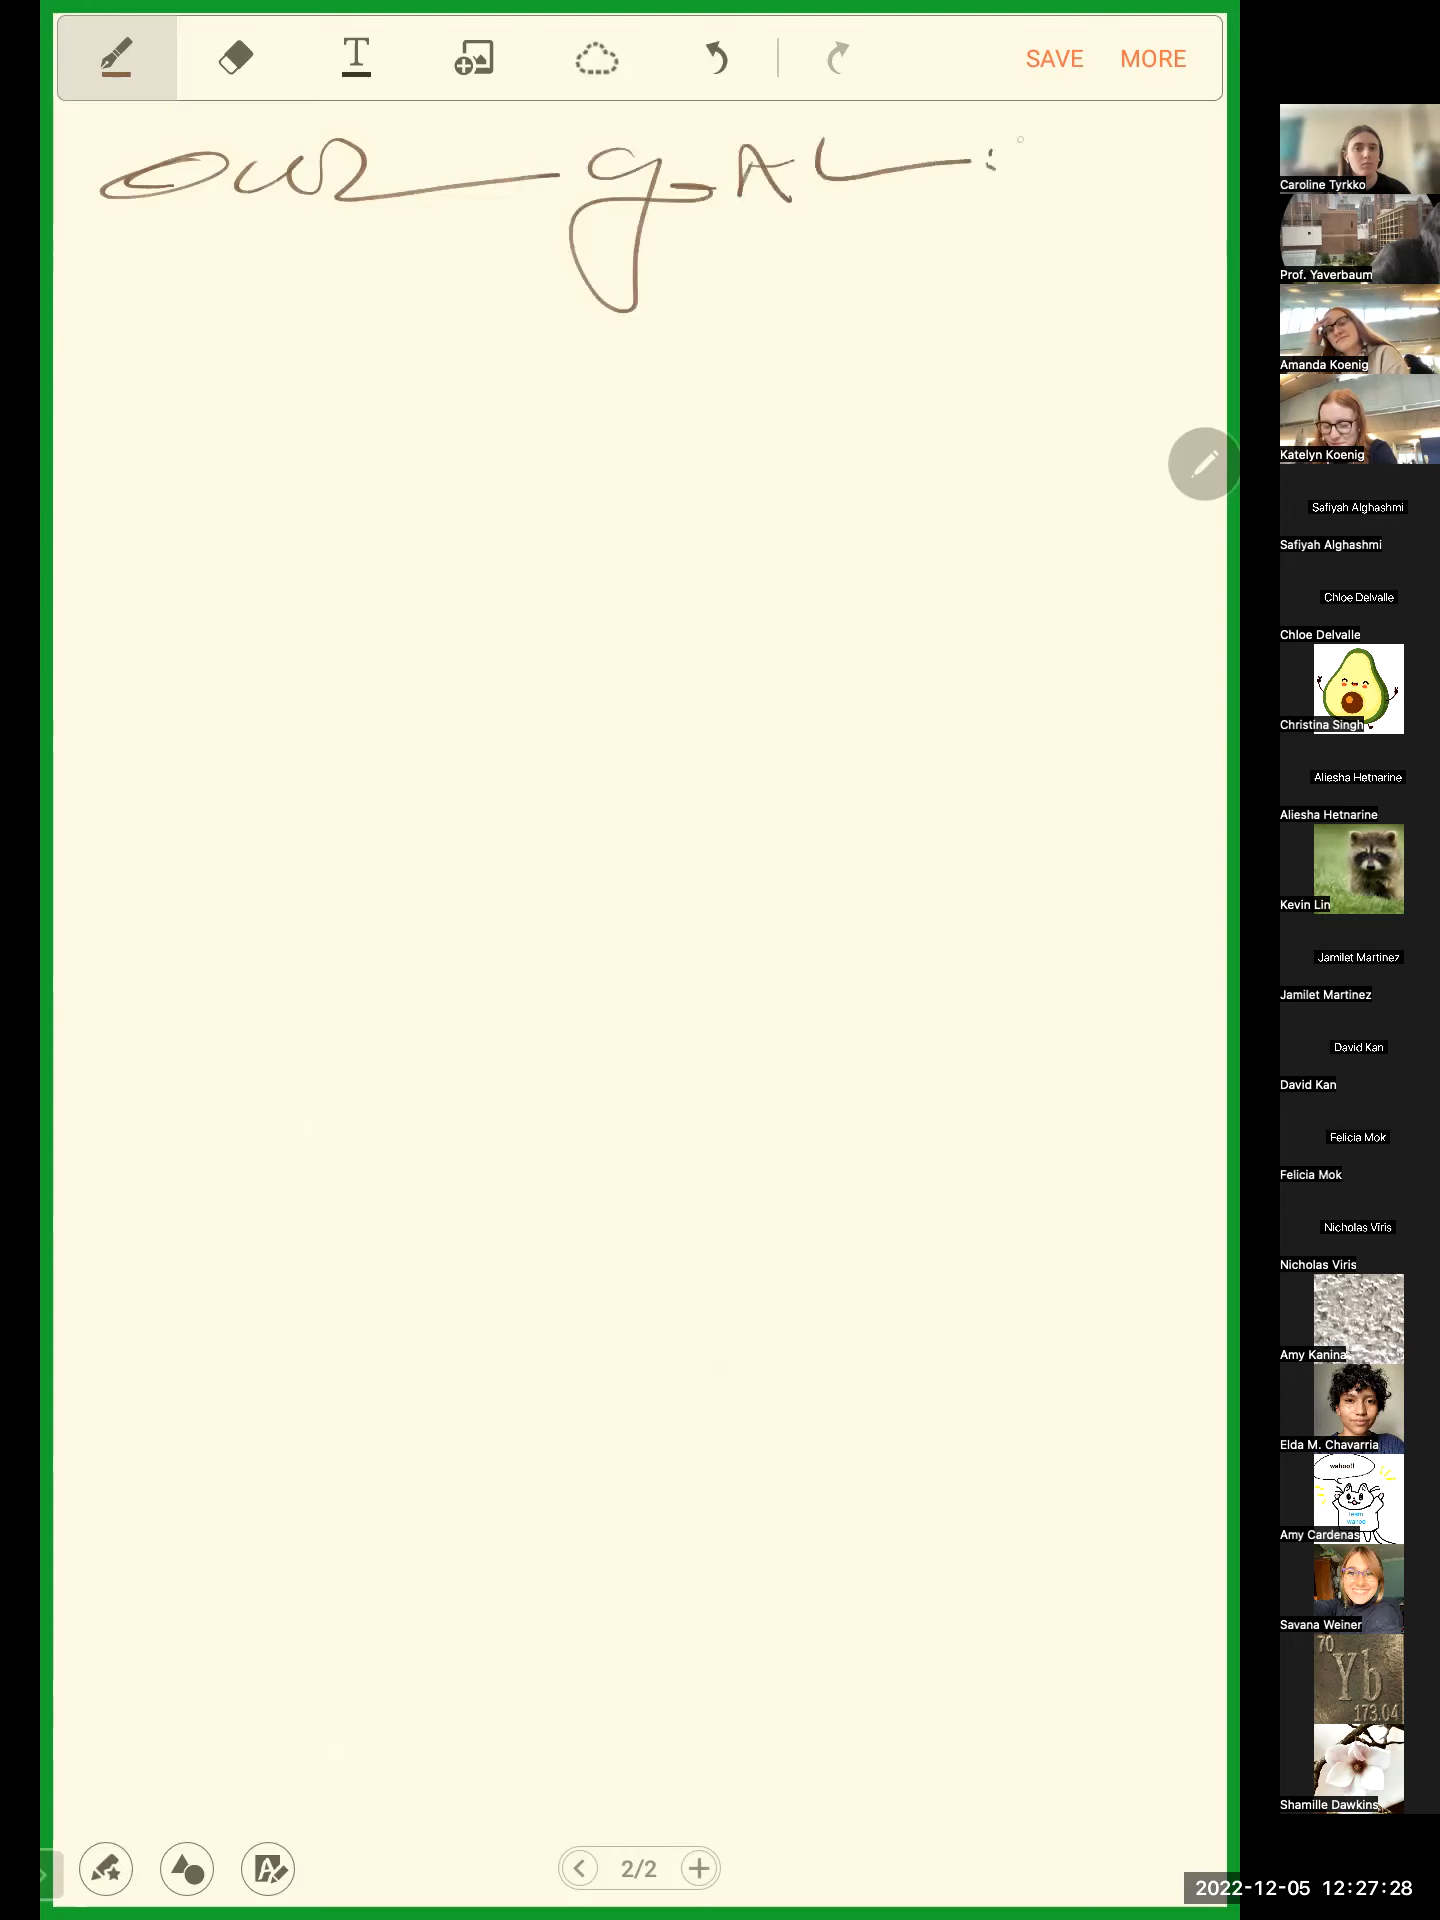 T SAVE MORE
our goAL :
Caroline Tyrkko
Prof. Yaverbaum
Amanda Koenig
Katelyn Koenig
Safiyah Alghashmi
Safiyah Alghashmi
Chloe Delvalle
Chloe Delvalle
Christina Singh
Aliesha Hetnarine
Aliesha Hetnarine
Kevin Lin
Jamilet Martinez
Jamilet Martinez
David Kan
David Kan
Felicia Mok
Felicia Mok
Nicholas Viris
Nicholas Viris
Amy Kanina
Elda M. Chavarria
wahoo!!
team
wahoo
Amy Cardenas
Savana Weiner
70
Yb
173.04
Shamille Dawkins
A 2/2
2022-12-05 12:27:28